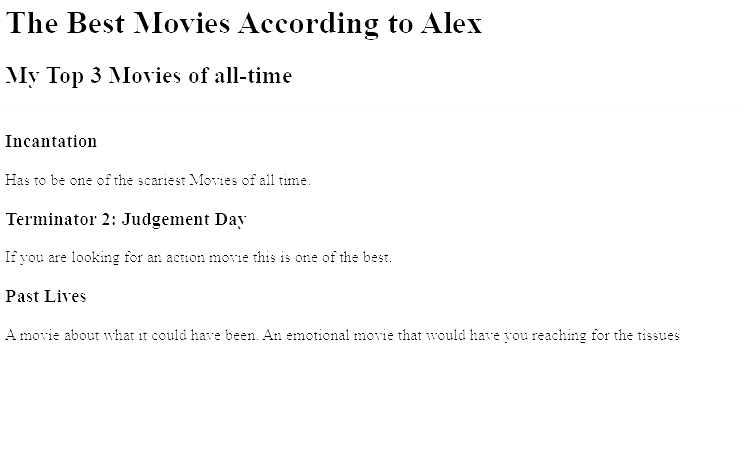 The Best Movies According to Alex
My Top 3 Movies of all-time
Incantation
Has to be one of the scariest Movies of all time.
Terminator 2: Judgement Day
If you are looking for an action movie this is one of the best.
Past Lives
A movie about what it could have been. An emotional movie that would have you reaching for the tissues